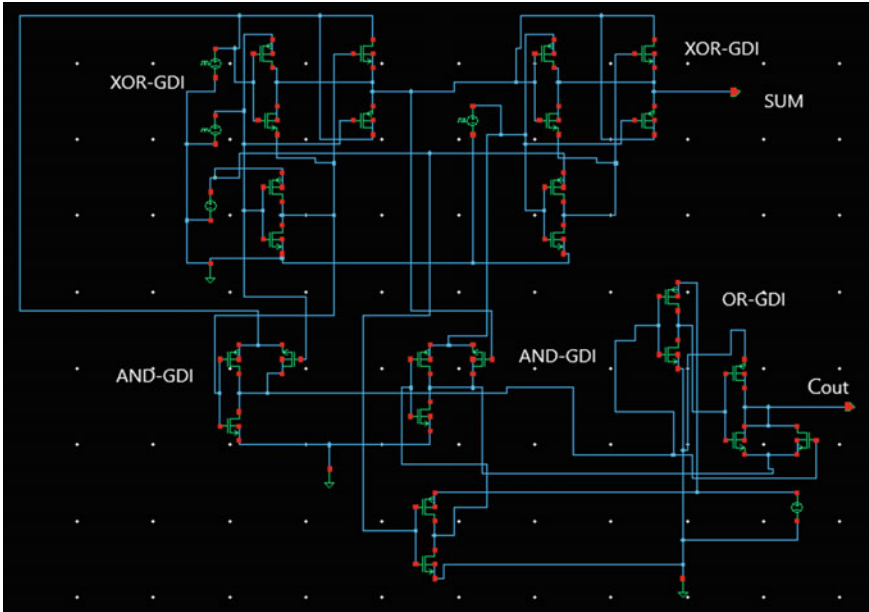 XOR-GDI
XOR-GDI
SUM
OR-GDI
AND-GDI
AND-GDI
Cout